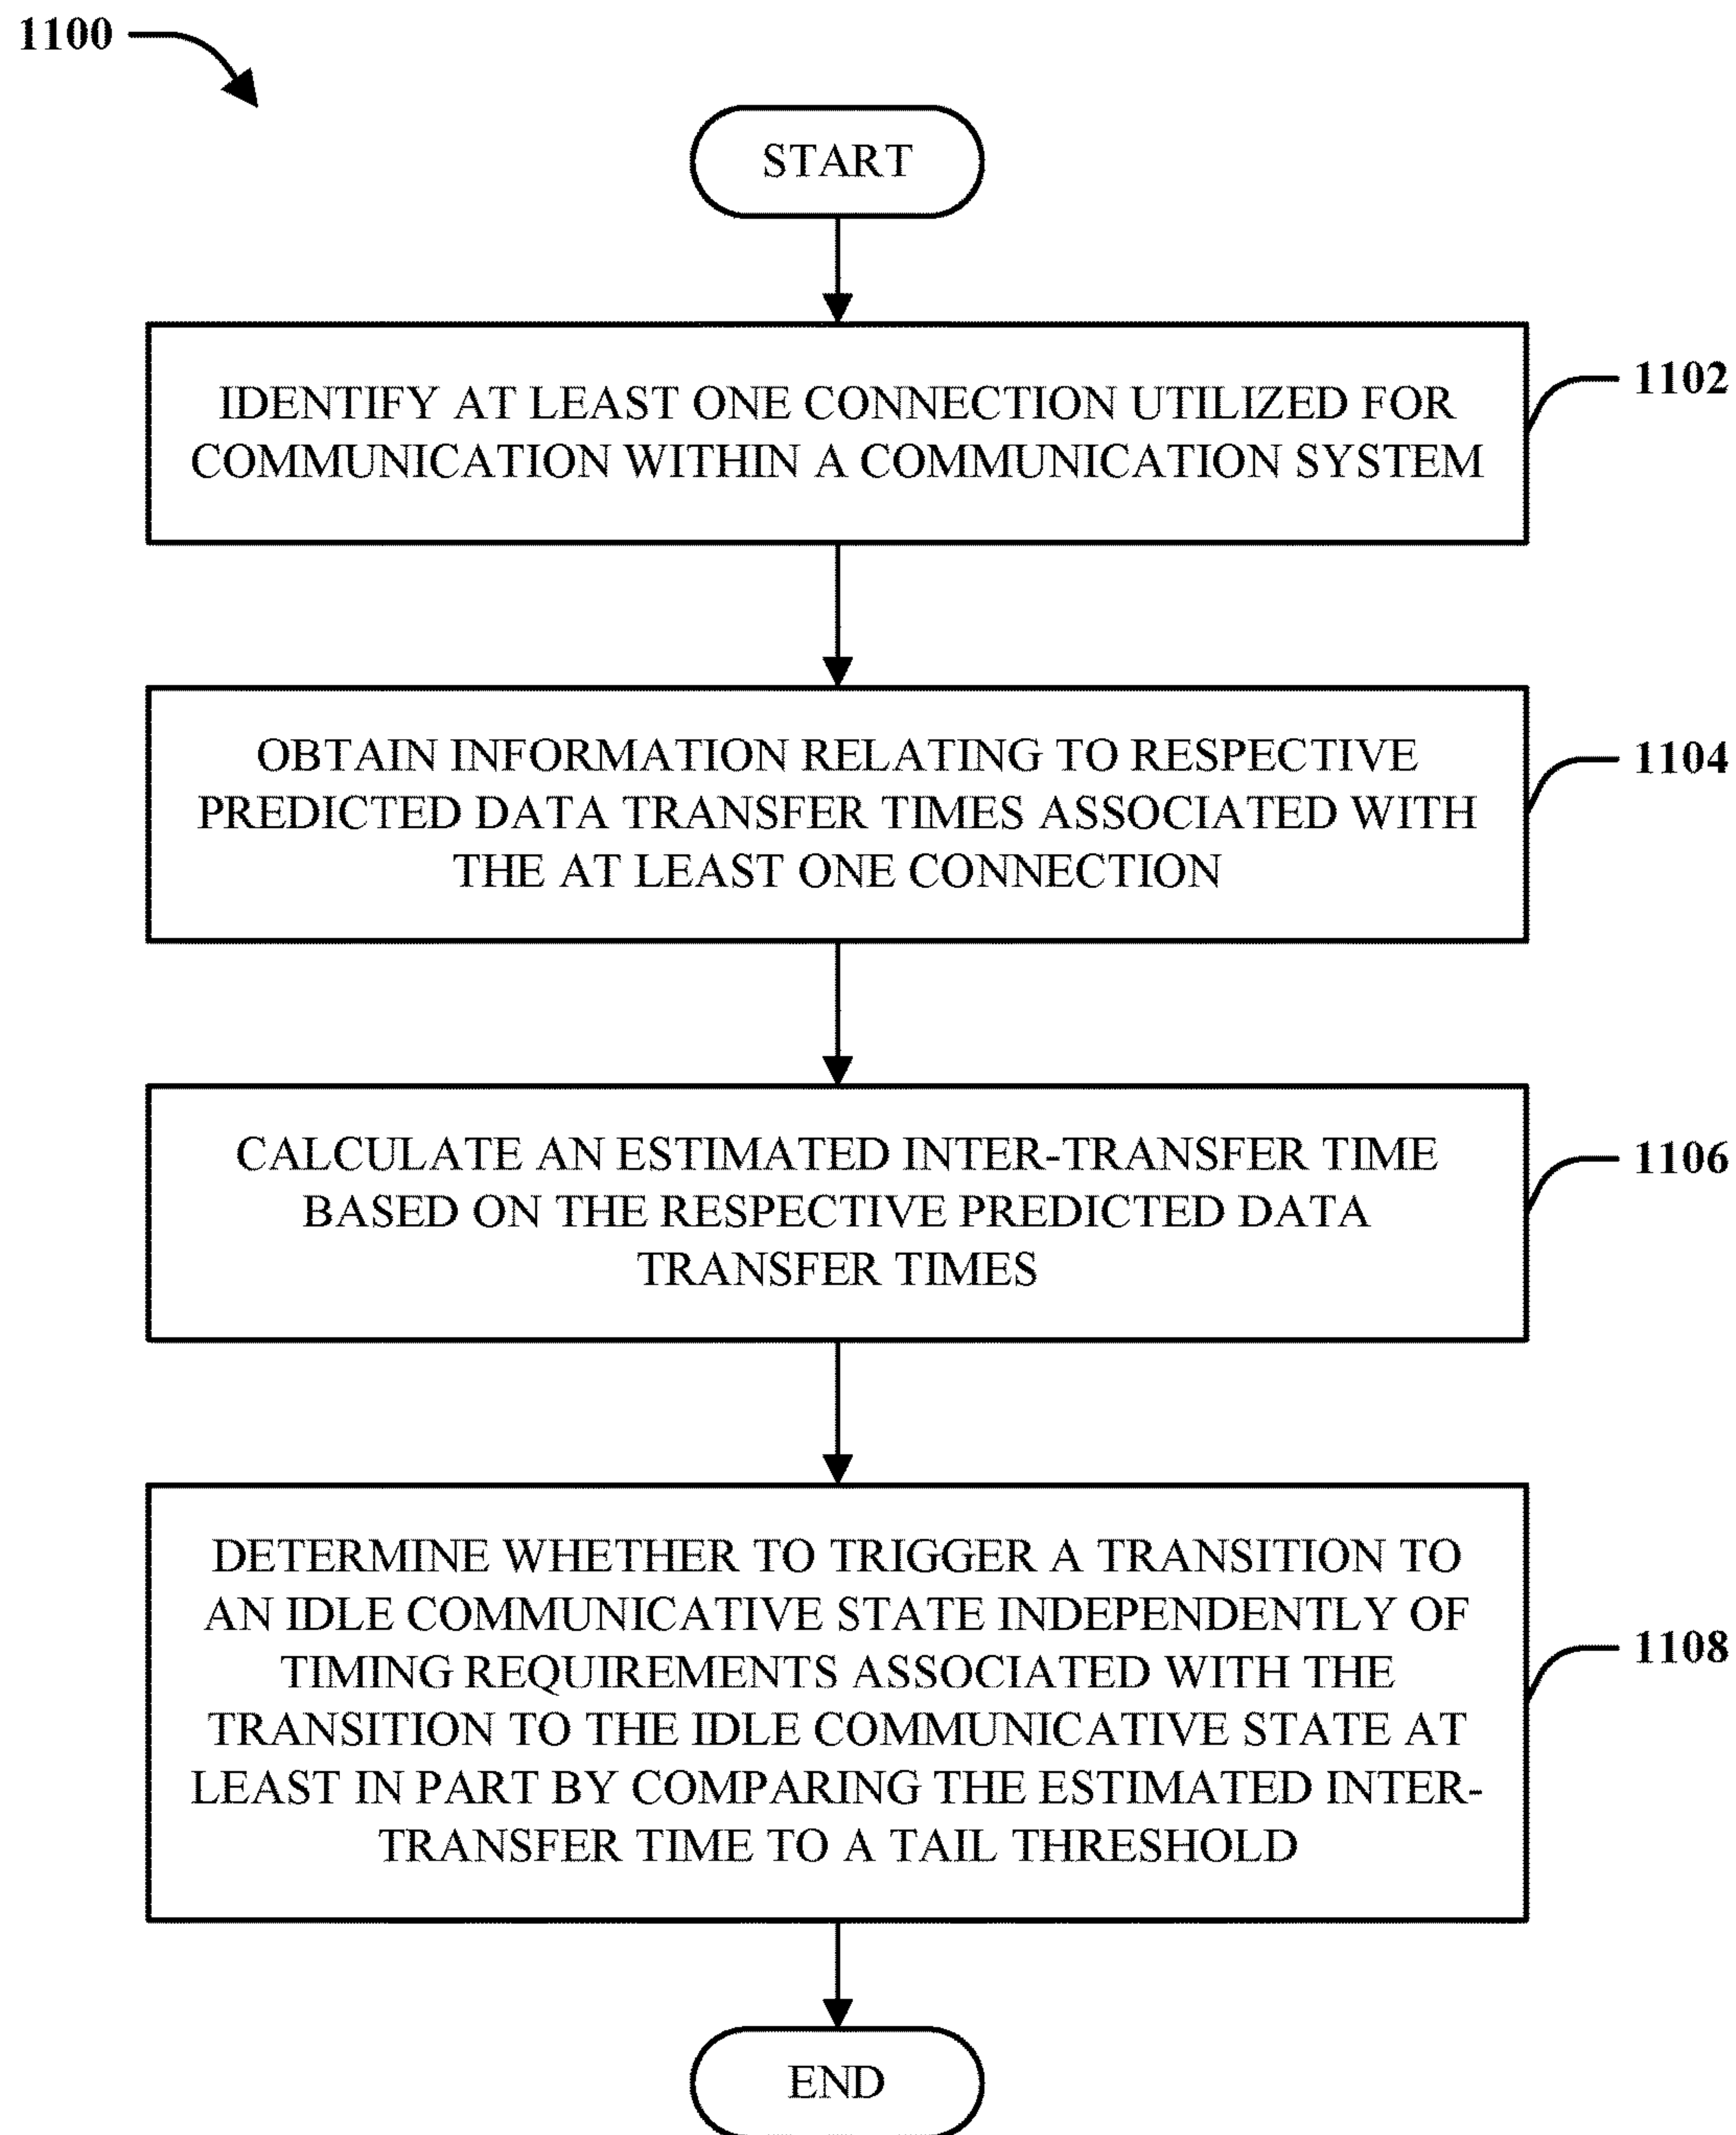 1100
START
IDENTIFY AT LEAST ONE CONNECTION UTILIZED FOR
COMMUNICATION WITHIN A COMMUNICATION SYSTEM
1102
OBTAIN INFORMATION RELATING TO RESPECTIVE
PREDICTED DATA TRANSFER TIMES ASSOCIATED WITH
THE AT LEAST ONE CONNECTION
1104
CALCULATE AN ESTIMATED INTER-TRANSFER TIME
BASED ON THE RESPECTIVE PREDICTED DATA
TRANSFER TIMES
1106
DETERMINE WHETHER TO TRIGGER A TRANSITION TO
AN IDLE COMMUNICATIVE STATE INDEPENDENTLY OF
TIMING REQUIREMENTS ASSOCIATED WITH THE
TRANSITION TO THE IDLE COMMUNICATIVE STATE AT
LEAST IN PART BY COMPARING THE ESTIMATED INTER-
TRANSFER TIME TO A TAIL THRESHOLD
1108
END